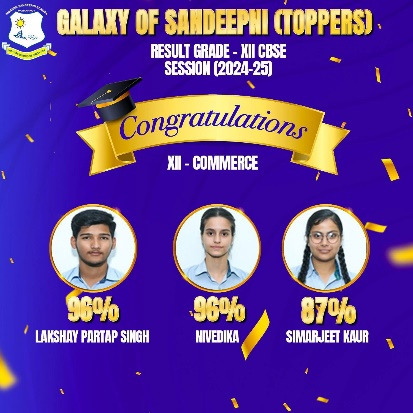 GALAXY OF SANDEEPNI (TOPPERS)
RESULT GRADE - XII CBSE
SESSION (2024-25)
Congratulations
XII - COMMERCE
96%
LAKSHAY PARTAP SINGH
96%
NIVEDIKA
87%
SIMARJEET KAUR